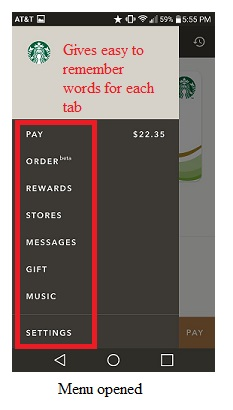 AT&T 59% 5:55 PM
Gives easy to
remember
words for each
tab
PAY $22.35
ORDER beta
REWARDS
STORES
MESSAGES
GIFT
MUSIC
SETTINGS
PAY
Menu opened